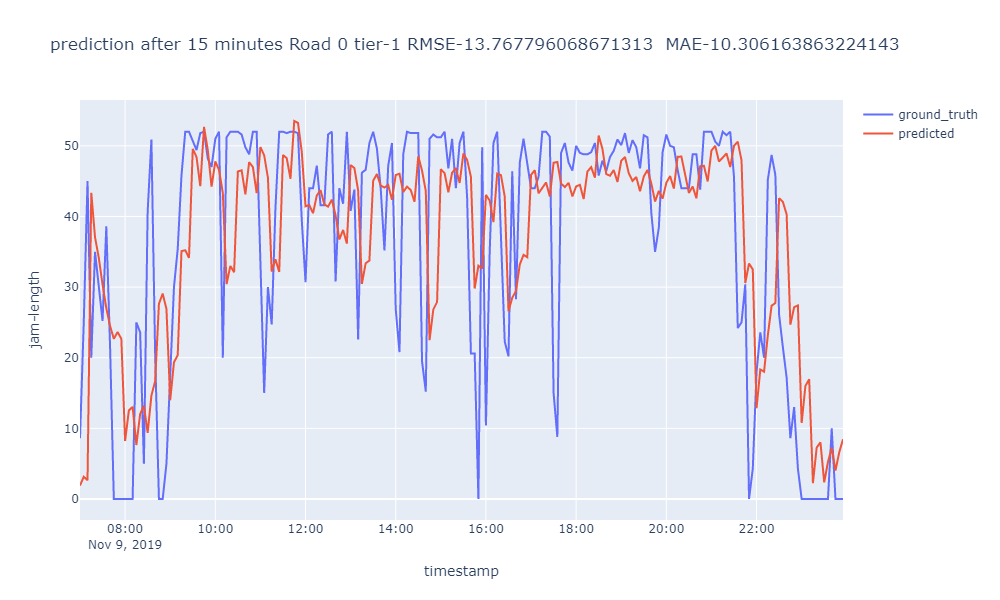 prediction after 15 minutes Road 0 tier-1 RMSE-13.767796068671313  MAE-10.306163863224143
ground_truth
predicted
jam-length
50
40
30
20
10
0
08:00 10:00 12:00 14:00 16:00 18:00 20:00 22:00
Nov 9, 2019
timestamp